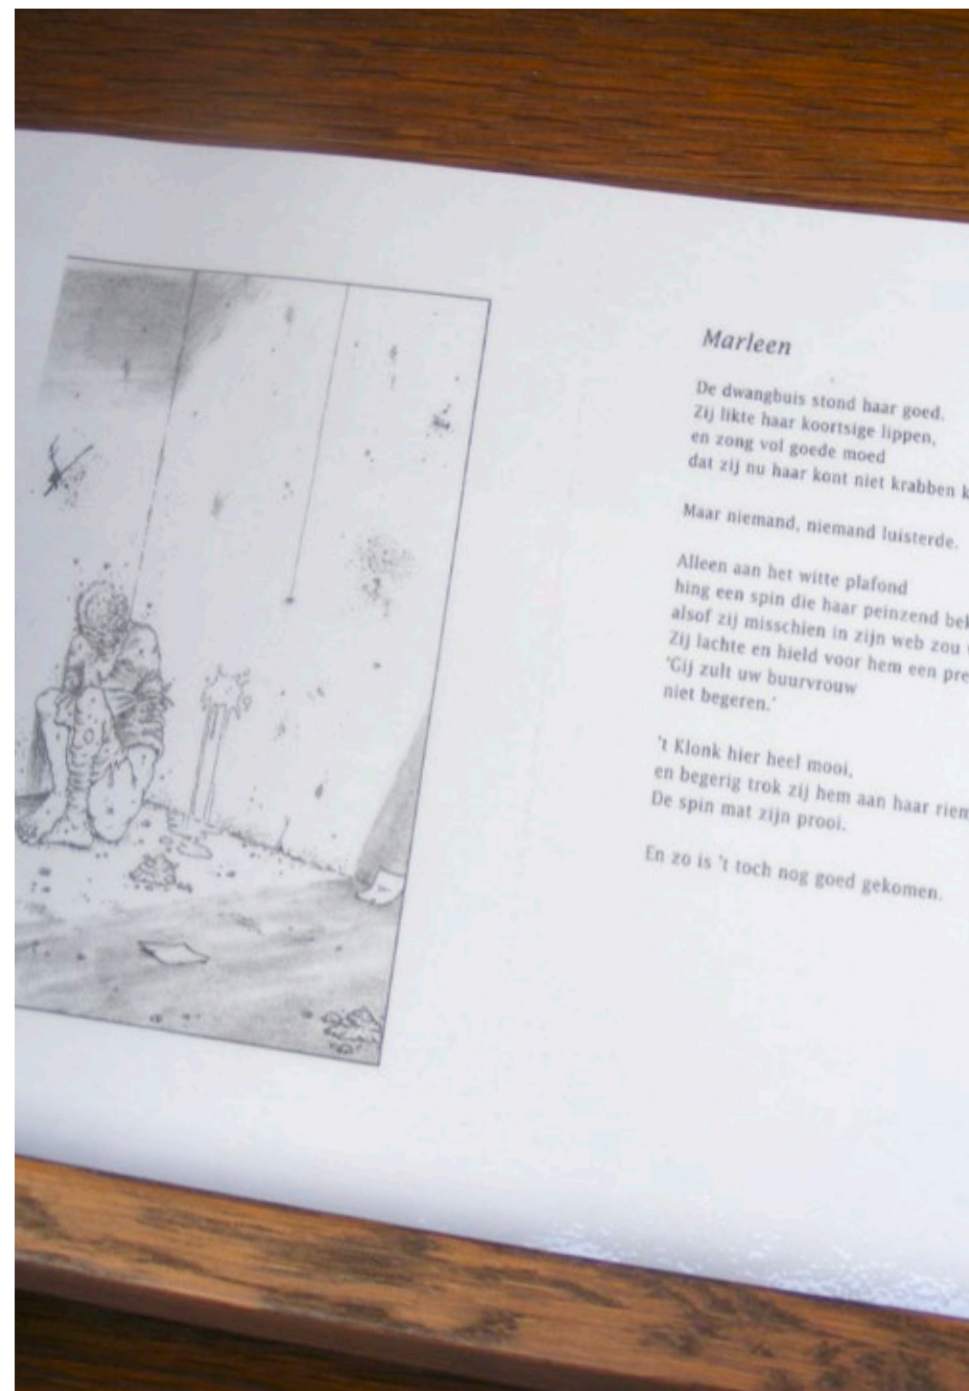 Marleen
De dwangbuis stond haar goed.
Zij likte haar koortsige lippen,
en zong vol goede moed
dat zij nu haar kont niet krabben
Maar niemand, niemand luisterde.
Alleen aan het witte plafond
hing een spin die haar peinzend
alsof zij misschien in zijn web zou
Zij lachte en hield voor hem een
'Gij zult uw buurvrouw
niet begeren.'
't Klonk hier heel mooi,
en begerig trok zij hem aan haar
De spin mat zijn prooi.
En zo is 't toch nog goed gekomen.